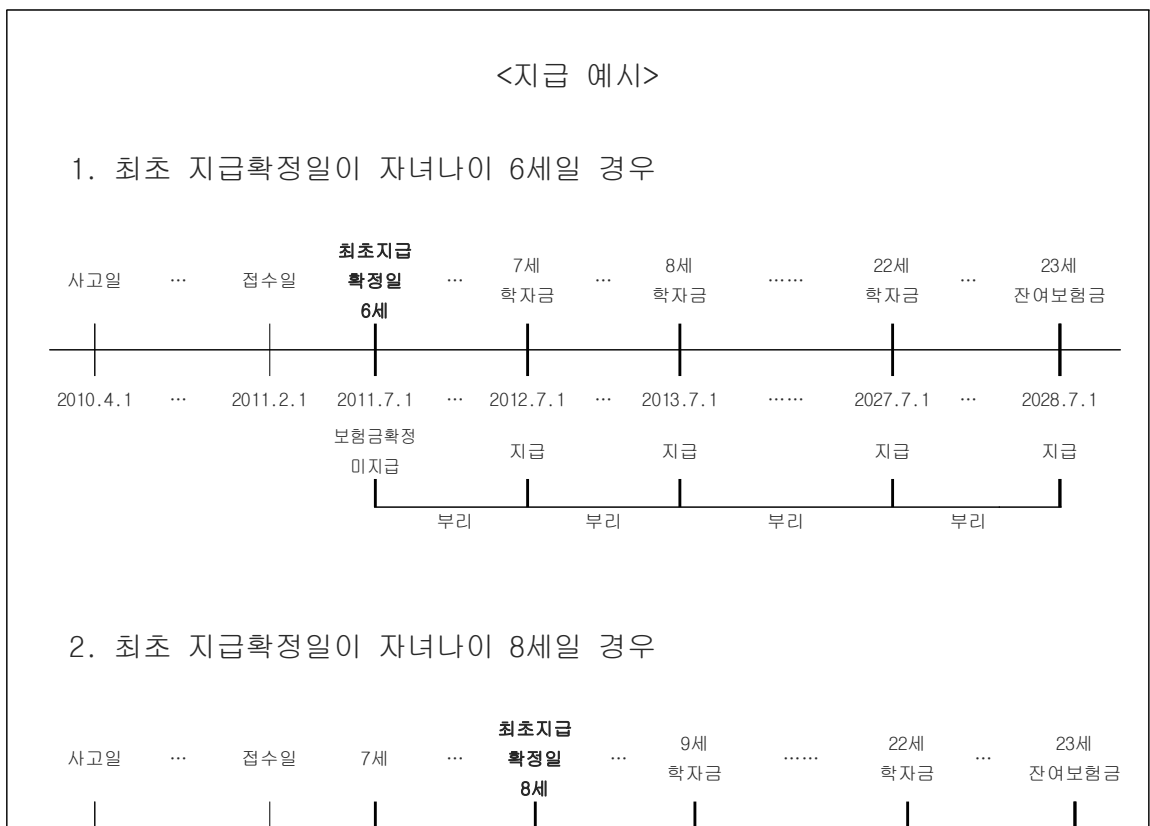 <지급 예시>
1. 최초 지급확정일이 자녀나이 6세일 경우
최초지급
사고일 … 접수일 확정일 … 7세 … 8세 …… 22세 … 23세
6세 학자금 학자금 학자금 잔여보험금
2010.4.1 … 2011.2.1 2011.7.1 … 2012.7.1 … 2013.7.1 …… 2027.7.1 … 2028.7.1
보험금확정
미지급 지급 지급 지급 지급
부리 부리 부리 부리
2. 최초 지급확정일이 자녀나이 8세일 경우
최초지급
사고일 … 접수일 7세 … 확정일 … 9세 …… 22세 … 23세
8세 학자금 학자금 잔여보험금